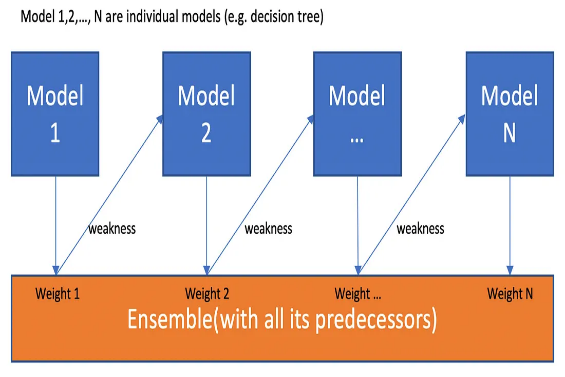 Model 1,2,..., N are individual models (e.g. decision tree)
Model
1
Model
2
Model
...
Model
N
weakness
weakness
weakness
Weight 1
Weight 2
Weight ...
Weight N
Ensemble(with all its predecessors)